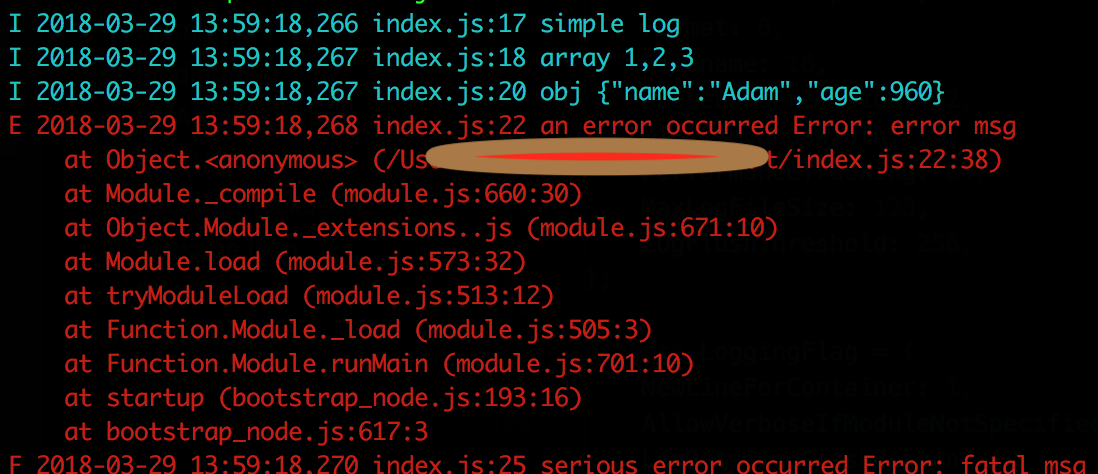 I 2018-03-29 13:59:18,266 index.js:17 simple log
I 2018-03-29 13:59:18,267 index.js:18 array 1,2,3
I 2018-03-29 13:59:18,267 index.js:20 obj {"name":"Adam","age":960}
E 2018-03-29 13:59:18,268 index.js:22 an error occurred Error: error msg
at Object.<anonymous> (/Us t/index.js:22:38)
at Module._compile (module.js:660:30)
at Object.Module._extensions..js (module.js:671:10)
at Module.load (module.js:573:32)
at tryModuleLoad (module.js:513:12)
at Function.Module._load (module.js:505:3)
at Function.Module.runMain (module.js:701:10)
at startup (bootstrap_node.js:193:16)
at bootstrap_node.js:617:3
F 2018-03-29 13:59:18,270 index.js:25 serious error occurred Error: fatal msg